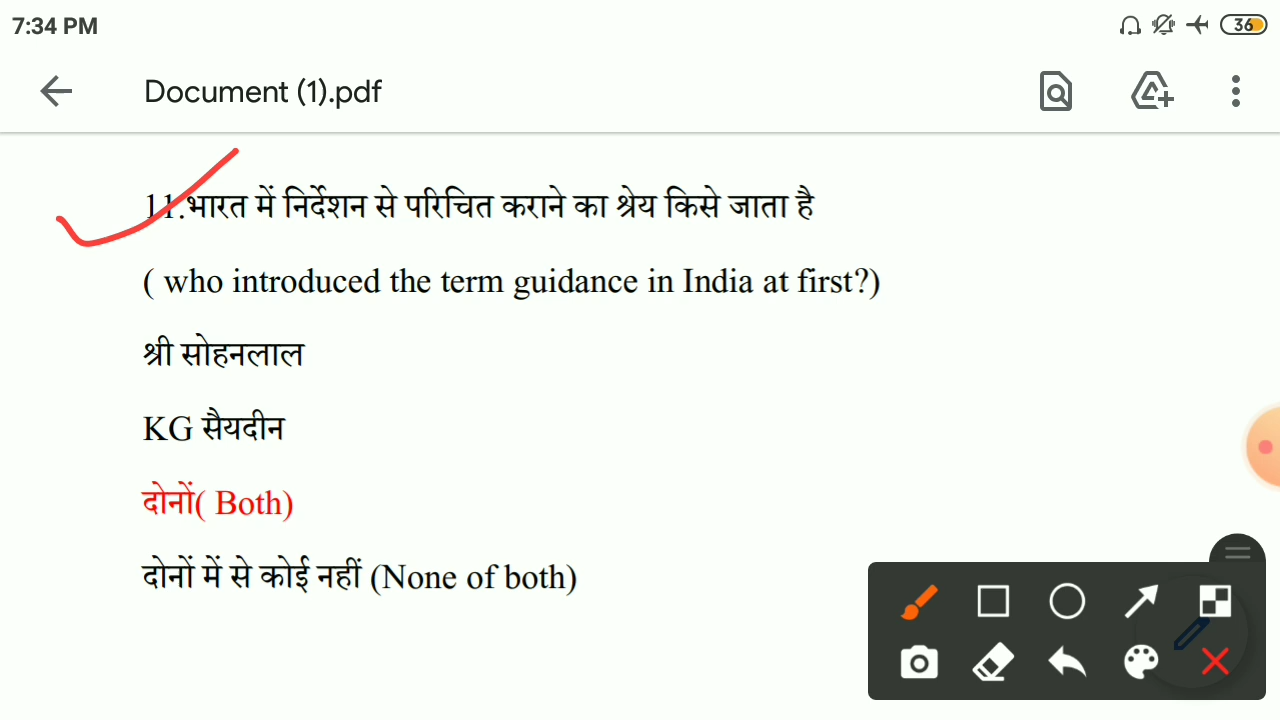 7:34 PM
36
Document (1).pdf
11.भारत में निर्देशन से परिचित कराने का श्रेय किसे जाता है
( who introduced the term guidance in India at first?)
श्री सोहनलाल
KG सैयदीन
दोनों( Both)
दोनों में से कोई नहीं (None of both)